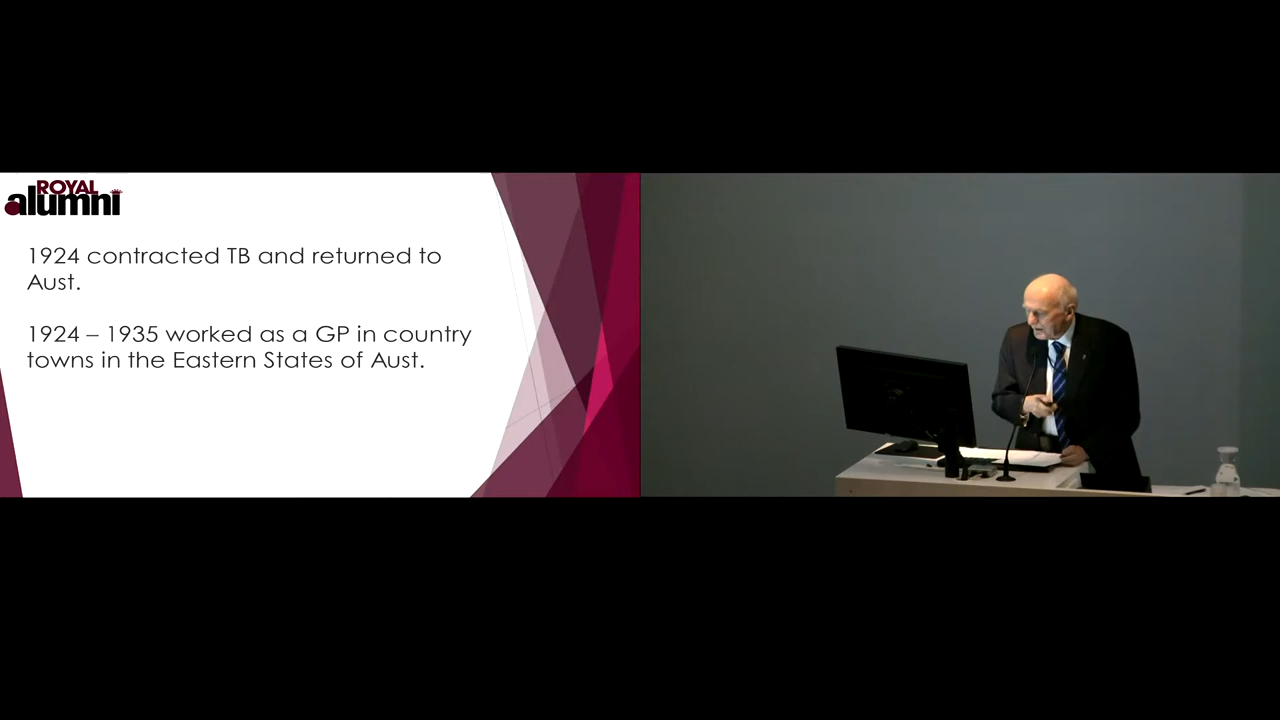 ROYAL
alumni
1924 contracted TB and returned to
Aust.
1924 – 1935 worked as a GP in country
towns in the Eastern States of Aust.